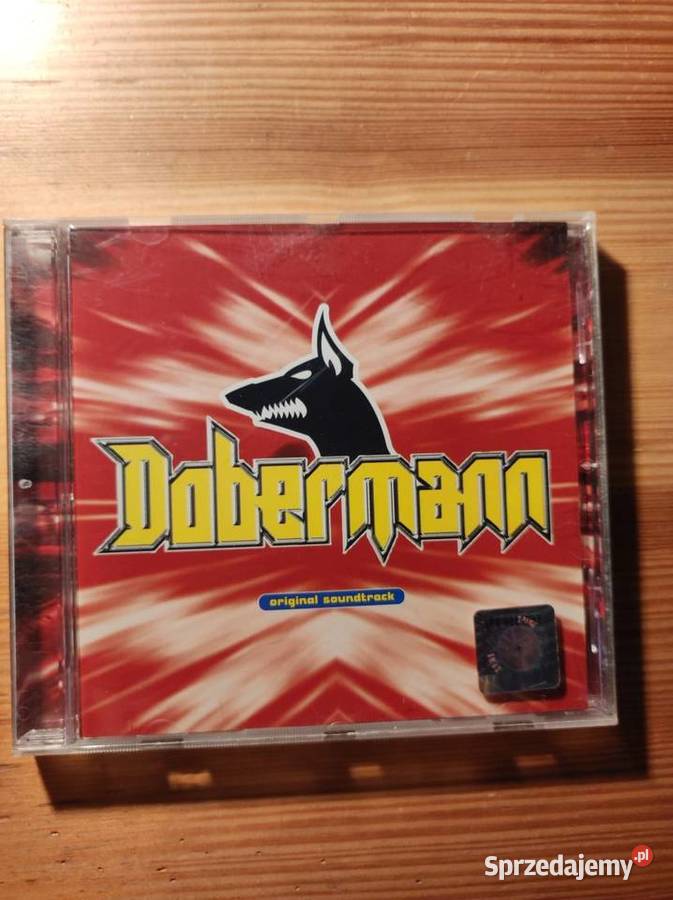 Dobermann
original soundtrack
Sprzedajemy.pl